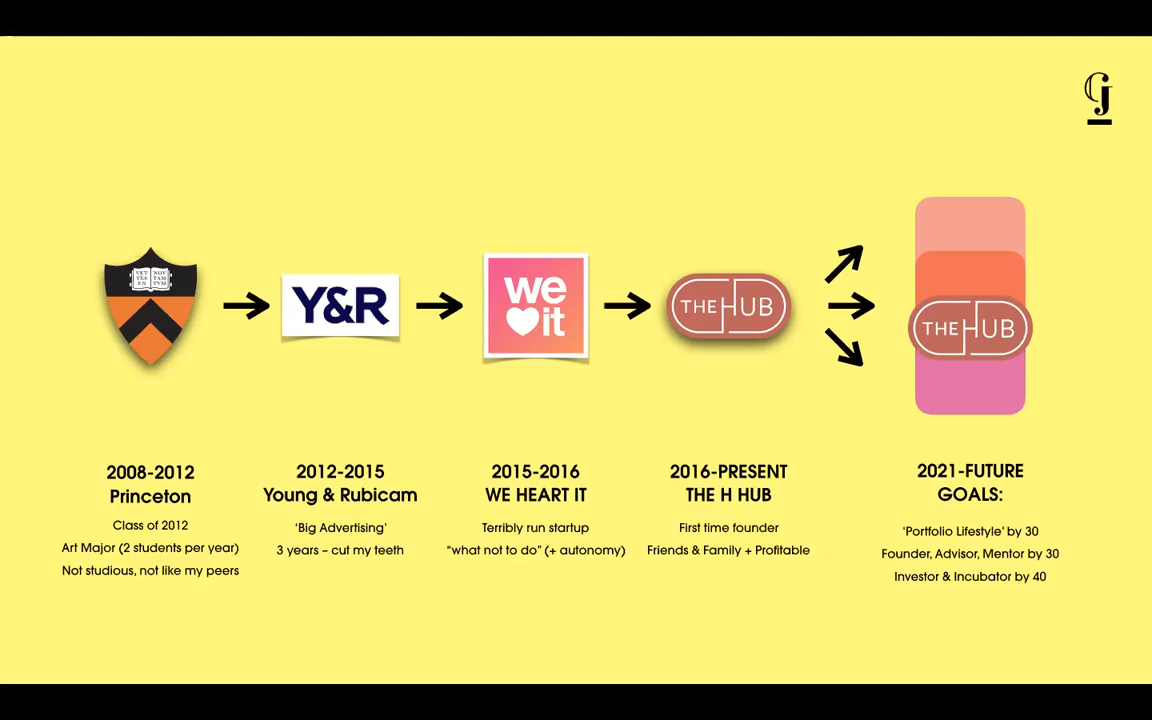 GJ
VET NOV
TES TAM
EN TVM
Y&R
we
it
THE HUB
THE HUB
2008-2012
Princeton
Class of 2012
Art Major (2 students per year)
Not studious, not like my peers
2012-2015
Young & Rubicam
‘Big Advertising’
3 years – cut my teeth
2015-2016
WE HEART IT
Terribly run startup
“what not to do” (+ autonomy)
2016-PRESENT
THE H HUB
First time founder
Friends & Family + Profitable
2021-FUTURE
GOALS:
‘Portfolio Lifestyle’ by 30
Founder, Advisor, Mentor by 30
Investor & Incubator by 40